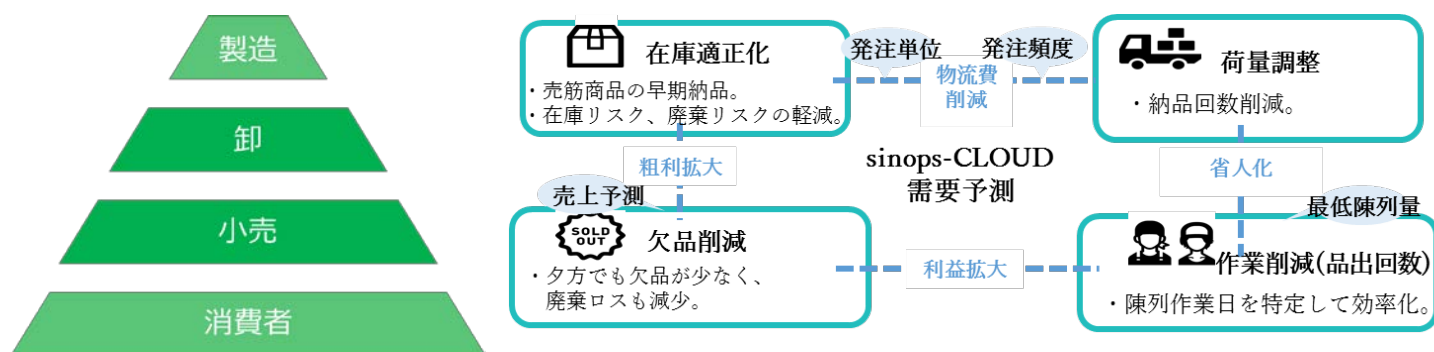 製造
卸
小売
消費者
在庫適正化
・売筋商品の早期納品。
・在庫リスク、廃棄リスクの軽減。
発注単位
発注頻度
物流費
削減
荷量調整
・納品回数削減。
粗利拡大
sinops-CLOUD
需要予測
省人化
売上予測
SOLD
OUT
欠品削減
・夕方でも欠品が少なく、
廃棄ロスも減少。
利益拡大
最低陳列量
作業削減(品出回数)
・陳列作業日を特定して効率化。